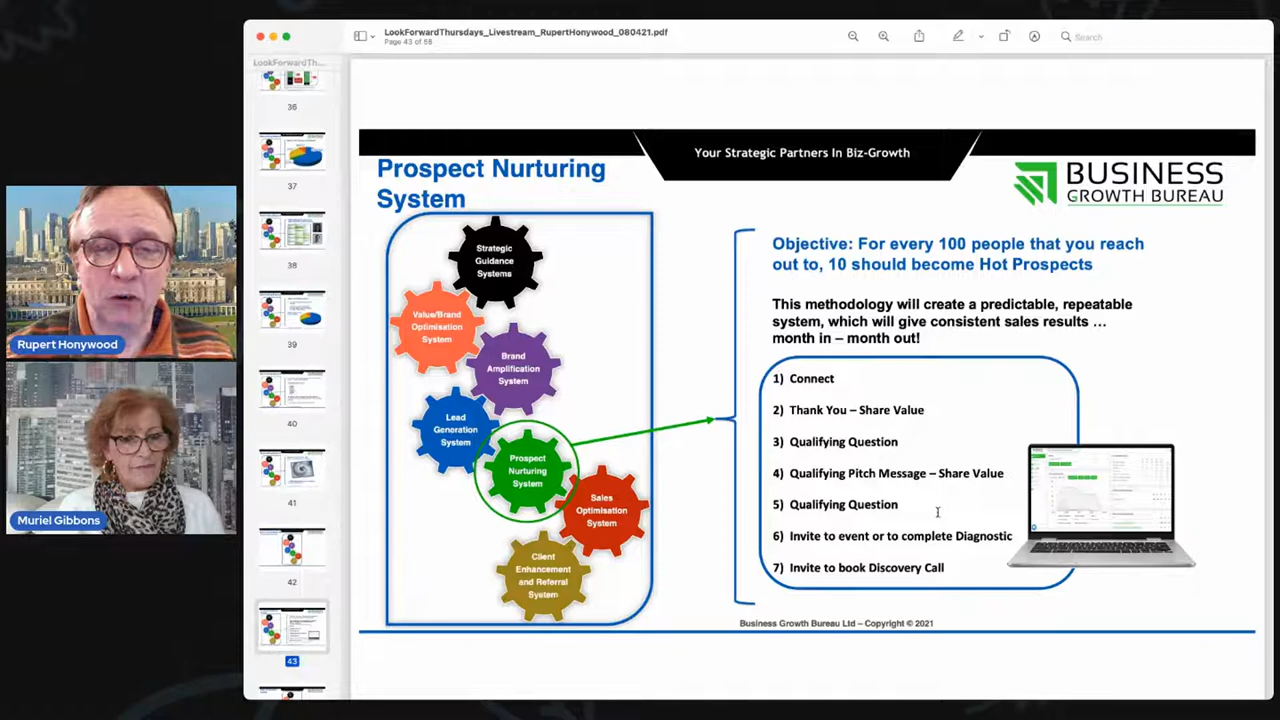 LookForwardThursdays_Livestream_RupertHonywood_080421.pdf
Page 43 of 58
Search
LookForwardTh...
36
37
38
39
40
41
42
43
Your Strategic Partners In Biz-Growth
Prospect Nurturing
System
BUSINESS
GROWTH BUREAU
Strategic
Guidance
Systems
Value/Brand
Optimisation
System
Brand
Amplification
System
Lead
Generation
System
Prospect
Nurturing
System
Sales
Optimisation
System
Client
Enhancement
and Referral
System
Objective: For every 100 people that you reach
out to, 10 should become Hot Prospects
This methodology will create a predictable, repeatable
system, which will give consistent sales results ...
month in – month out!
1) Connect
2) Thank You – Share Value
3) Qualifying Question
4) Qualifying Pitch Message – Share Value
5) Qualifying Question
6) Invite to event or to complete Diagnostic
7) Invite to book Discovery Call
Business Growth Bureau Ltd – Copyright © 2021
Rupert Honywood
Muriel Gibbons